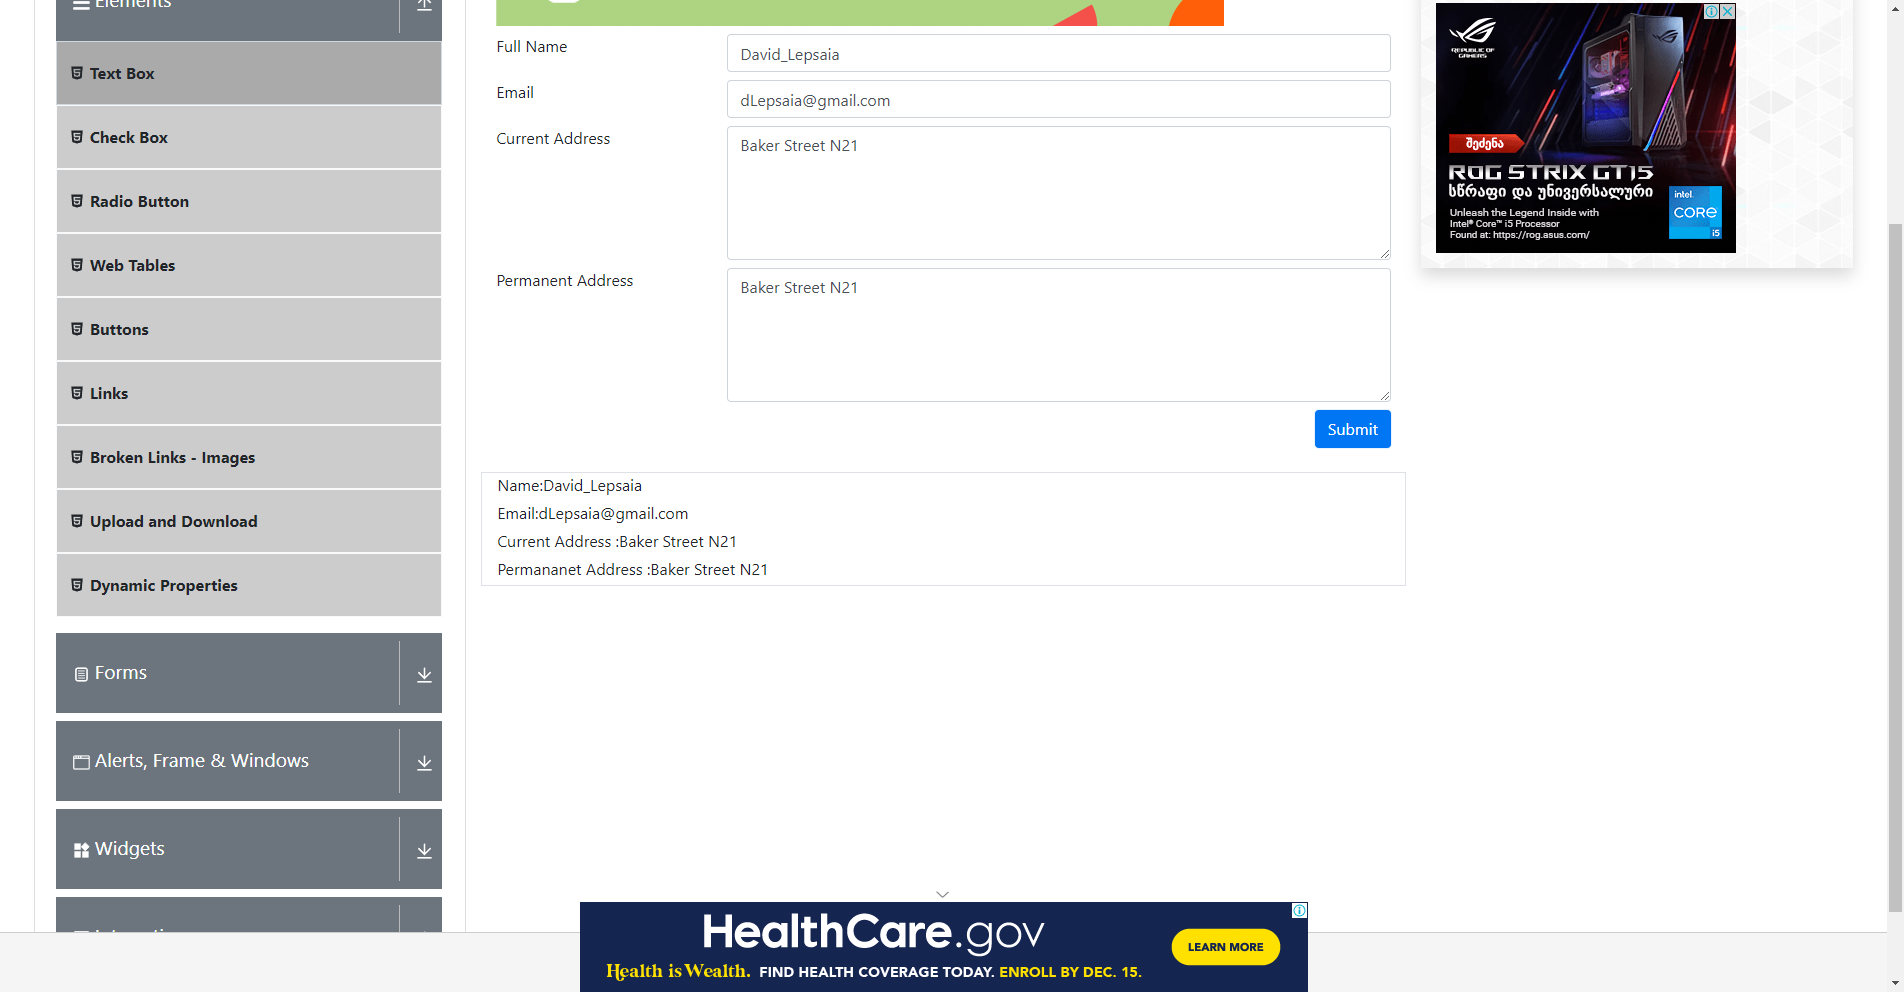 Elements
Text Box
Check Box
Radio Button
Web Tables
Buttons
Links
Broken Links - Images
Upload and Download
Dynamic Properties
Forms
Alerts, Frame & Windows
Widgets
Full Name
David_Lepsaia
Email
dLepsaia@gmail.com
Current Address
Baker Street N21
Permanent Address
Baker Street N21
Submit
Name:David_Lepsaia
Email:dLepsaia@gmail.com
Current Address :Baker Street N21
Permananet Address :Baker Street N21
REPUBLIC OF
GAMERS
შეძენა
ROG STRIX GT15
სწრაფი და უნივერსალური
Unleash the Legend Inside with
Intel® Core™ i5 Processor
Found at: https://rog.asus.com/
intel.
CORE
i5
HealthCare.gov
Health is Wealth. FIND HEALTH COVERAGE TODAY. ENROLL BY DEC. 15.
LEARN MORE